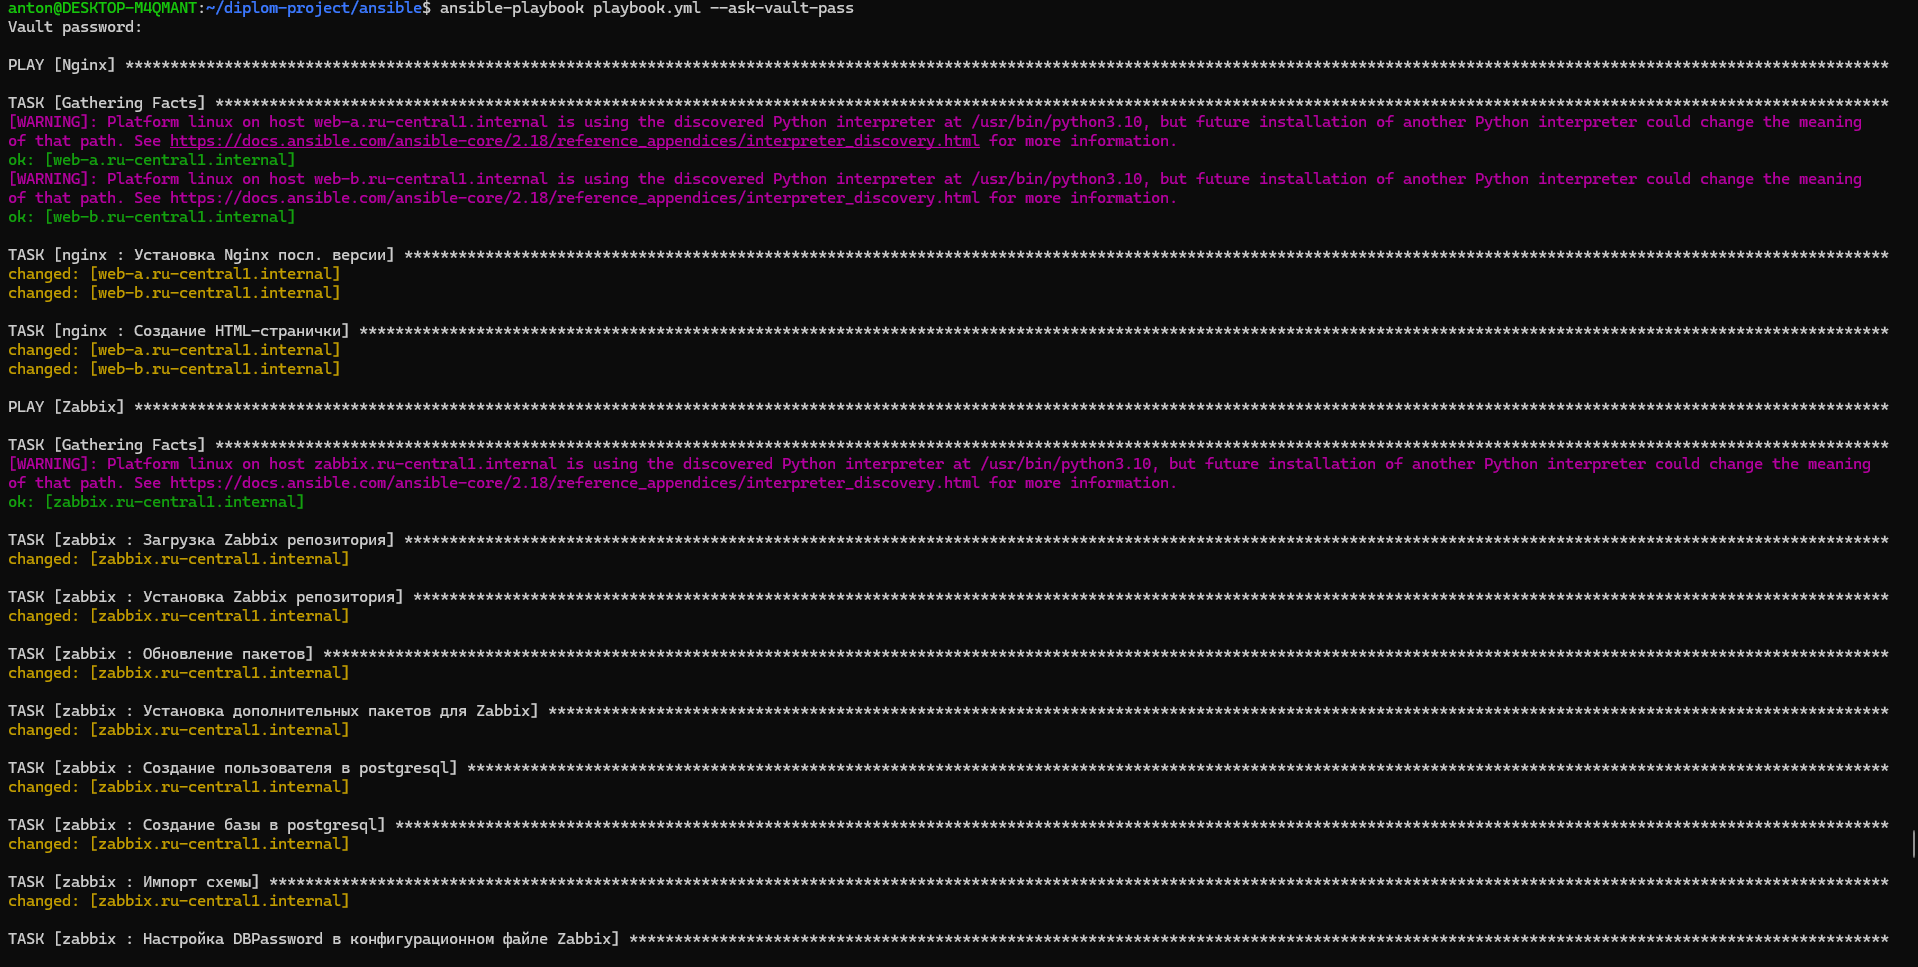 anton@DESKTOP-M4QMANT:~/diplom-project/ansible$ ansible-playbook playbook.yml --ask-vault-pass
Vault password:
PLAY [Nginx] ****************************************************************************************************************************************************************************************************
TASK [Gathering Facts] ******************************************************************************************************************************************************************************************
[WARNING]: Platform linux on host web-a.ru-central1.internal is using the discovered Python interpreter at /usr/bin/python3.10, but future installation of another Python interpreter could change the meaning
of that path. See https://docs.ansible.com/ansible-core/2.18/reference_appendices/interpreter_discovery.html for more information.
ok: [web-a.ru-central1.internal]
[WARNING]: Platform linux on host web-b.ru-central1.internal is using the discovered Python interpreter at /usr/bin/python3.10, but future installation of another Python interpreter could change the meaning
of that path. See https://docs.ansible.com/ansible-core/2.18/reference_appendices/interpreter_discovery.html for more information.
ok: [web-b.ru-central1.internal]
TASK [nginx : Установка Nginx посл. версии] *********************************************************************************************************************************************************************
changed: [web-a.ru-central1.internal]
changed: [web-b.ru-central1.internal]
TASK [nginx : Создание HTML-странички] **************************************************************************************************************************************************************************
changed: [web-a.ru-central1.internal]
changed: [web-b.ru-central1.internal]
PLAY [Zabbix] ***************************************************************************************************************************************************************************************************
TASK [Gathering Facts] ******************************************************************************************************************************************************************************************
[WARNING]: Platform linux on host zabbix.ru-central1.internal is using the discovered Python interpreter at /usr/bin/python3.10, but future installation of another Python interpreter could change the meaning
of that path. See https://docs.ansible.com/ansible-core/2.18/reference_appendices/interpreter_discovery.html for more information.
ok: [zabbix.ru-central1.internal]
TASK [zabbix : Загрузка Zabbix репозитория] *********************************************************************************************************************************************************************
changed: [zabbix.ru-central1.internal]
TASK [zabbix : Установка Zabbix репозитория] ********************************************************************************************************************************************************************
changed: [zabbix.ru-central1.internal]
TASK [zabbix : Обновление пакетов] ******************************************************************************************************************************************************************************
changed: [zabbix.ru-central1.internal]
TASK [zabbix : Установка дополнительных пакетов для Zabbix] *****************************************************************************************************************************************************
changed: [zabbix.ru-central1.internal]
TASK [zabbix : Создание пользователя в postgresql] **************************************************************************************************************************************************************
changed: [zabbix.ru-central1.internal]
TASK [zabbix : Создание базы в postgresql] **********************************************************************************************************************************************************************
changed: [zabbix.ru-central1.internal]
TASK [zabbix : Импорт схемы] ************************************************************************************************************************************************************************************
changed: [zabbix.ru-central1.internal]
TASK [zabbix : Настройка DBPassword в конфигурационном файле Zabbix] ********************************************************************************************************************************************